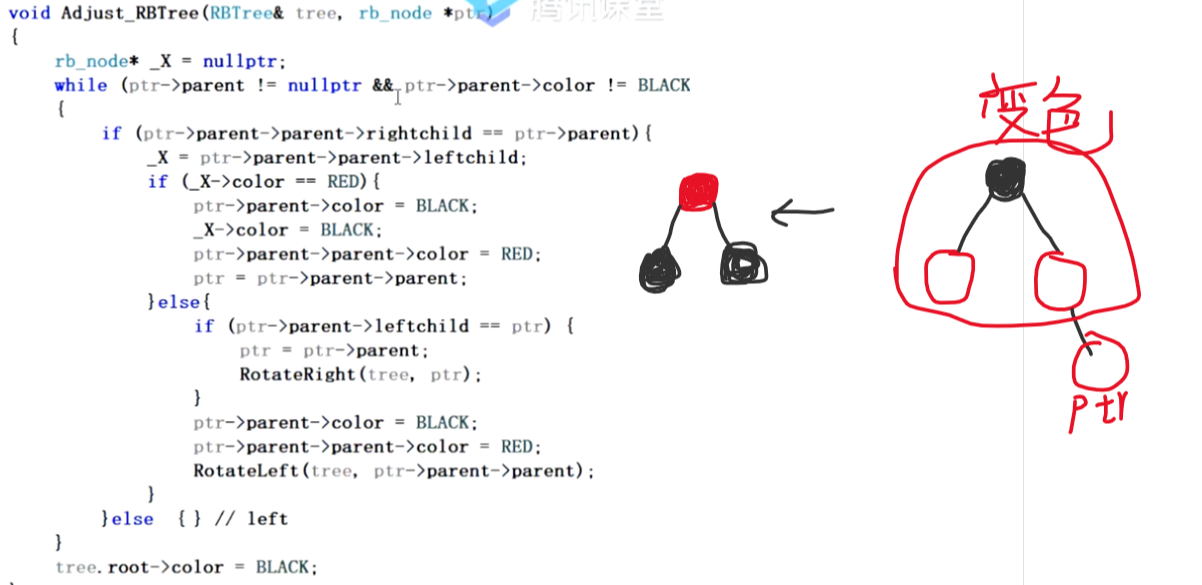 void Adjust_RBTree(RBTree& tree, rb_node *ptr)
腾讯课堂
{
rb_node* _X = nullptr;
while (ptr->parent != nullptr && ptr->parent->color != BLACK
{
if (ptr->parent->parent->rightchild == ptr->parent){
_X = ptr->parent->parent->leftchild;
if (_X->color == RED){
ptr->parent->color = BLACK;
_X->color = BLACK;
ptr->parent->parent->color = RED;
ptr = ptr->parent->parent;
}else{
if (ptr->parent->leftchild == ptr) {
ptr = ptr->parent;
RotateRight(tree, ptr);
}
ptr->parent->color = BLACK;
ptr->parent->parent->color = RED;
RotateLeft(tree, ptr->parent->parent);
}
}else {} // left
}
tree.root->color = BLACK;
变色
ptr